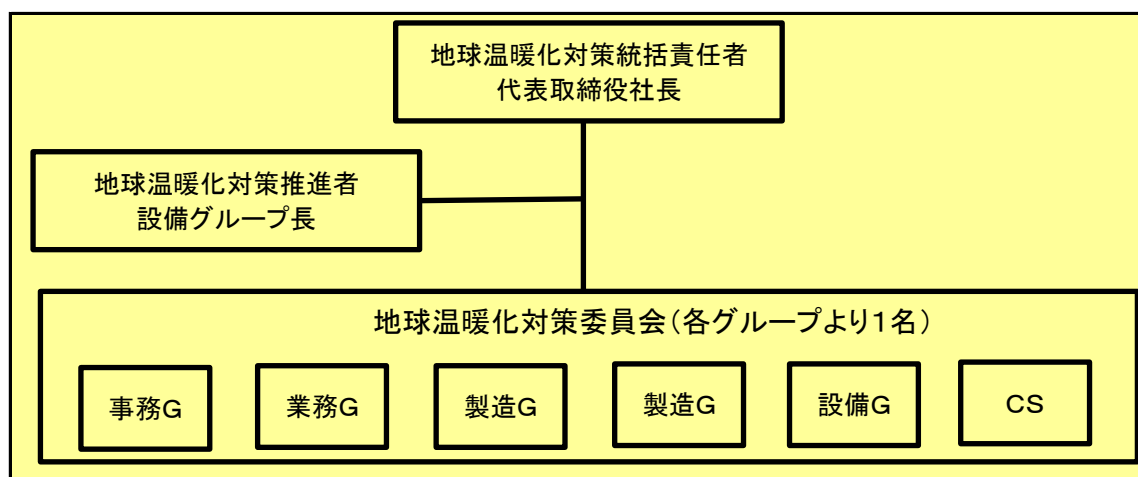 地球温暖化対策統括責任者
代表取締役社長
地球温暖化対策推進者
設備グループ長
地球温暖化対策委員会（各グループより１名）
事務G
業務G
製造G
製造G
設備G
CS